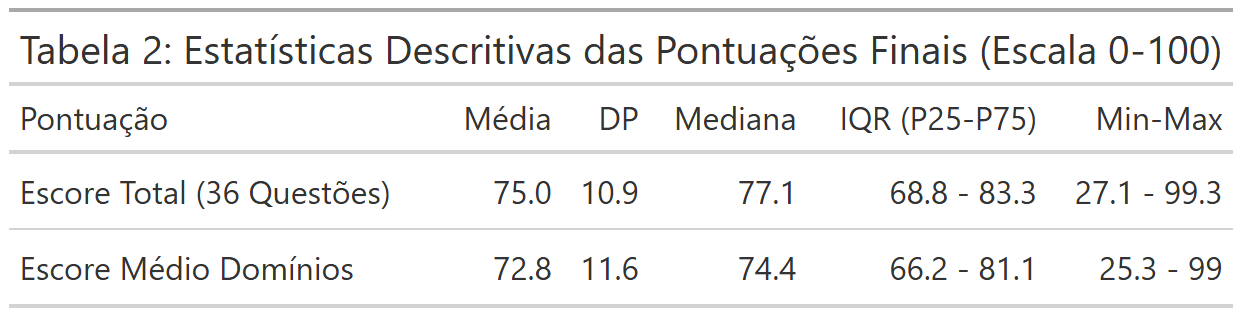 Tabela 2: Estatísticas Descritivas das Pontuações Finais (Escala 0-100)
Pontuação Média DP Mediana IQR (P25-P75) Min-Max
Escore Total (36 Questões) 75.0 10.9 77.1 68.8 - 83.3 27.1 - 99.3
Escore Médio Domínios 72.8 11.6 74.4 66.2 - 81.1 25.3 - 99